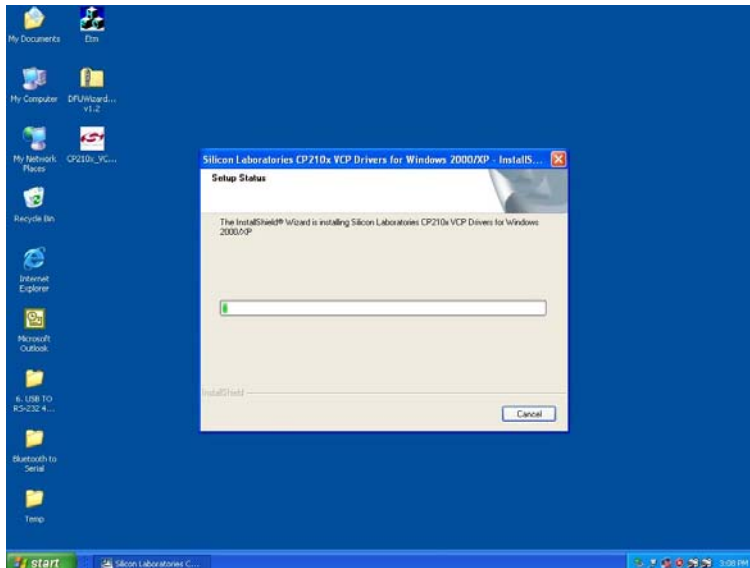 My Documents
Etm
My Computer
DFUWizard...
v1.2
My Network
Places
CP210x_VC...
Recycle Bin
Internet
Explorer
Microsoft
Outlook
6. USB TO
RS-232 4...
Bluetooth to
Serial
Temp
Silicon Laboratories CP210x VCP Drivers for Windows 2000/XP - InstallS...
Setup Status
The InstallShield® Wizard is installing Silicon Laboratories CP210x VCP Drivers for Windows
2000/XP
InstallShield
Cancel
start
Silicon Laboratories C...
3:08 PM